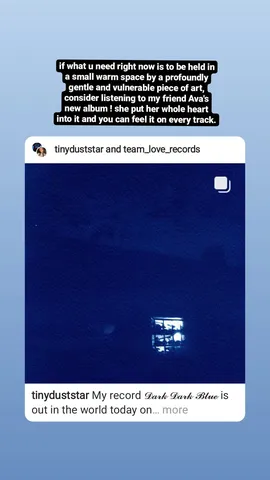 if what u need right now is to be held in
a small warm space by a profoundly
gentle and vulnerable piece of art,
consider listening to my friend Ava's
new album ! she put her whole heart
into it and you can feel it on every track.
tinyduststar and team_love_records
tinyduststar My record 𝒟𝒶𝓇𝓀 𝒟𝒶𝓇𝓀 𝐵𝓁𝓊𝑒 is
out in the world today on... more